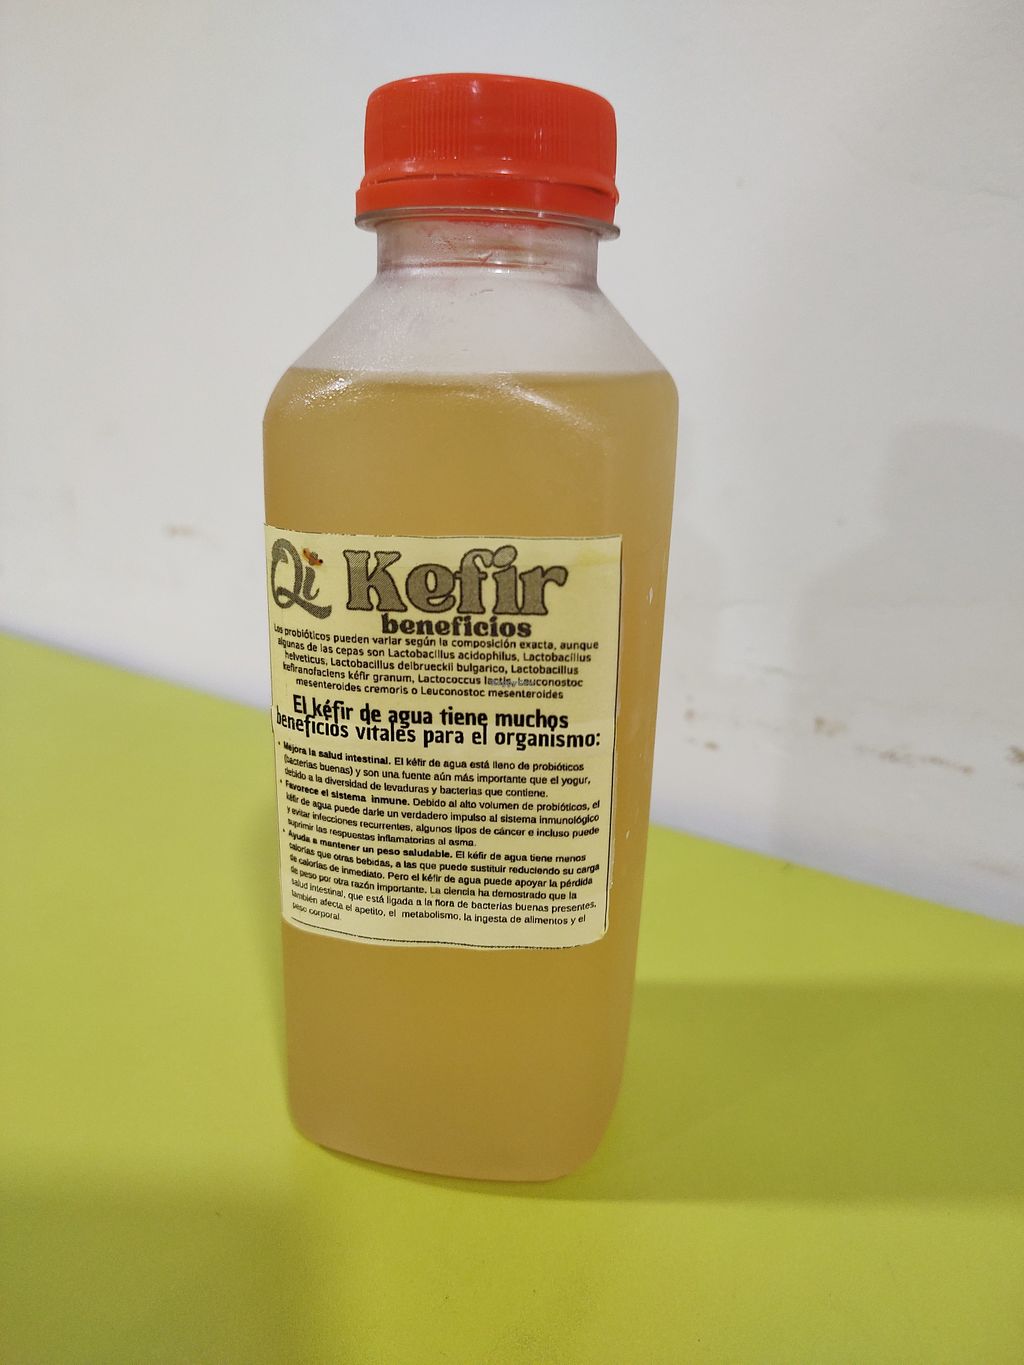 Qi Kefir
beneficios
Los probióticos pueden variar según la composición exacta, aunque
algunas de las cepas son Lactobacillus acidophilus, Lactobacillus
helveticus, Lactobacillus delbrueckii bulgarico, Lactobacillus
kefiranofaciens kéfir granum, Lactococcus lactis, Leuconostoc
mesenteroides cremoris o Leuconostoc mesenteroides
El kéfir de agua tiene muchos
beneficios vitales para el organismo:
• Mejora la salud intestinal. El kéfir de agua está lleno de probióticos
(bacterias buenas) y son una fuente aún más importante que el yogur,
debido a la diversidad de levaduras y bacterias que contiene.
• Favorece el sistema inmune. Debido al alto volumen de probióticos, el
kéfir de agua puede darle un verdadero impulso al sistema inmunológico
y evitar infecciones recurrentes, algunos tipos de cáncer e incluso puede
suprimir las respuestas inflamatorias al asma.
• Ayuda a mantener un peso saludable. El kéfir de agua tiene menos
calorías que otras bebidas, a las que puede sustituir reduciendo su carga
de calorías de inmediato. Pero el kéfir de agua puede apoyar la pérdida
de peso por otra razón importante. La ciencia ha demostrado que la
salud intestinal, que está ligada a la flora de bacterias buenas presentes,
también afecta el apetito, el metabolismo, la ingesta de alimentos y el
peso corporal.